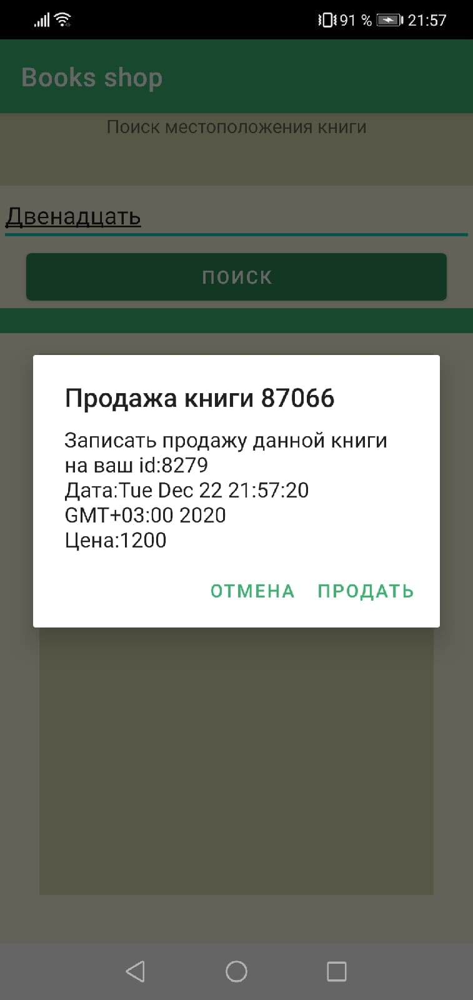 91 % 21:57
Books shop
Поиск местоположения книги
Двенадцать
ПОИСК
Продажа книги 87066
Записать продажу данной книги
на ваш id:8279
Дата:Tue Dec 22 21:57:20
GMT+03:00 2020
Цена:1200
ОТМЕНА ПРОДАТЬ